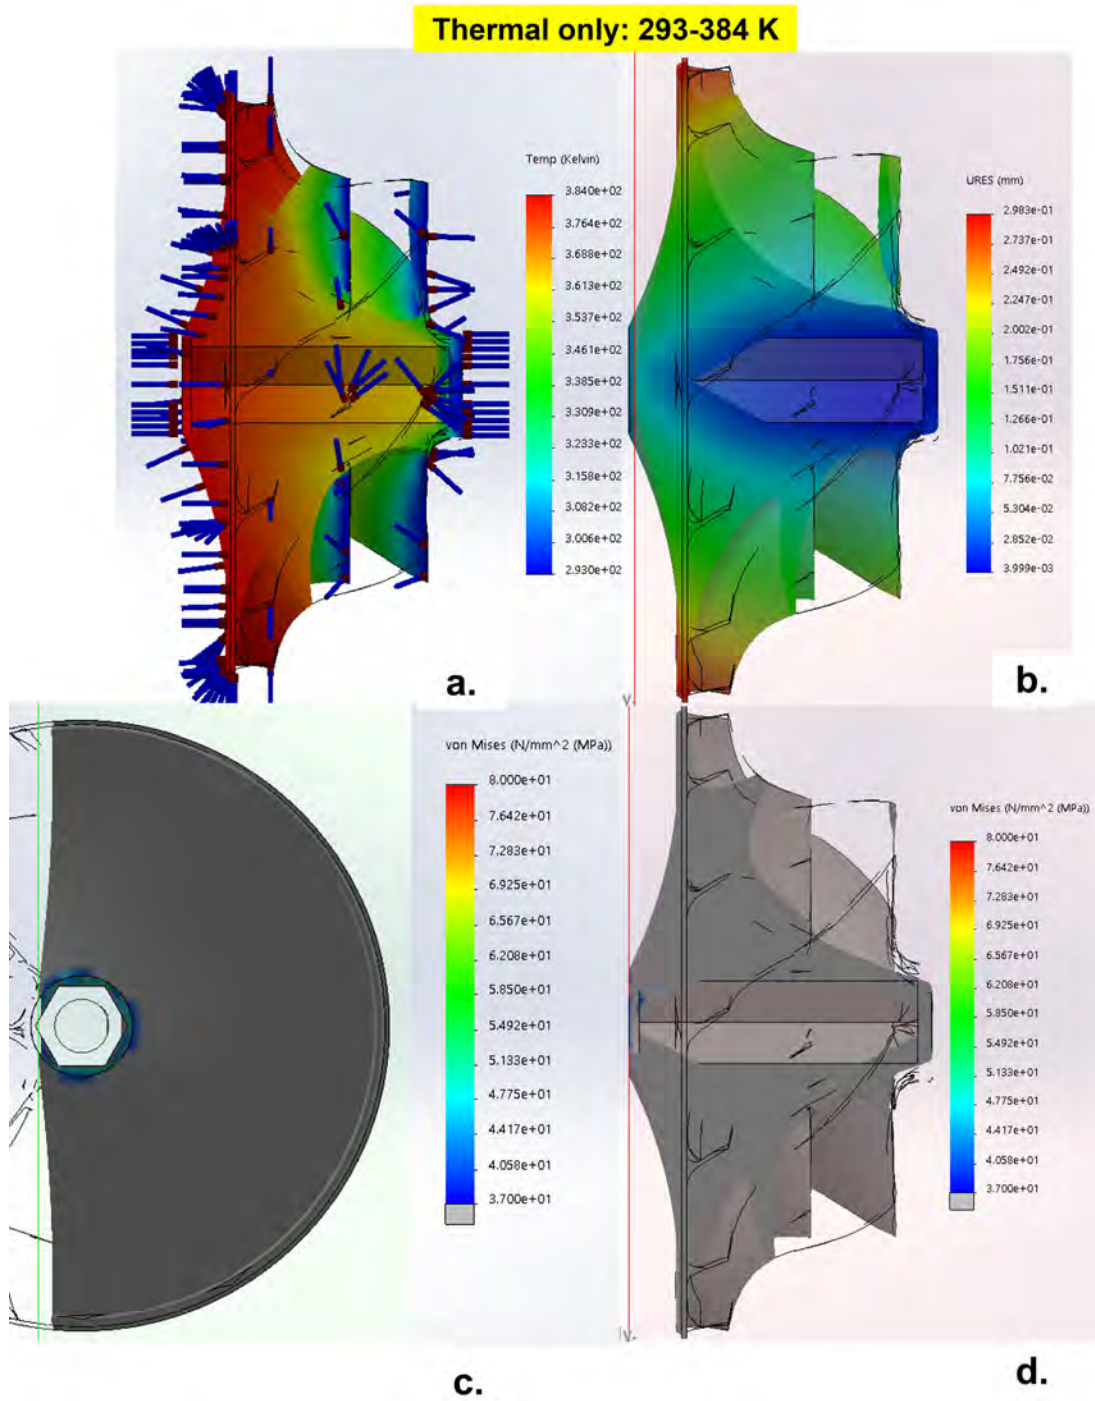 Thermal only: 293-384 K
Temp (Kelvin)
3.840e+02
3.764e+02
3.688e+02
3.613e+02
3.537e+02
3.461e+02
3.385e+02
3.309e+02
3.233e+02
3.158e+02
3.082e+02
3.006e+02
2.930e+02
a.
URES (mm)
2.983e-01
2.737e-01
2.492e-01
2.247e-01
2.002e-01
1.756e-01
1.511e-01
1.266e-01
1.021e-01
7.756e-02
5.304e-02
2.852e-02
3.999e-03
b.
von Mises (N/mm^2 (MPa))
8.000e+01
7.642e+01
7.283e+01
6.925e+01
6.567e+01
6.208e+01
5.850e+01
5.492e+01
5.133e+01
4.775e+01
4.417e+01
4.058e+01
3.700e+01
c.
von Mises (N/mm^2 (MPa))
8.000e+01
7.283e+01
6.925e+01
6.208e+01
5.850e+01
5.492e+01
5.133e+01
4.775e+01
4.417e+01
4.058e+01
3.700e+01
d.